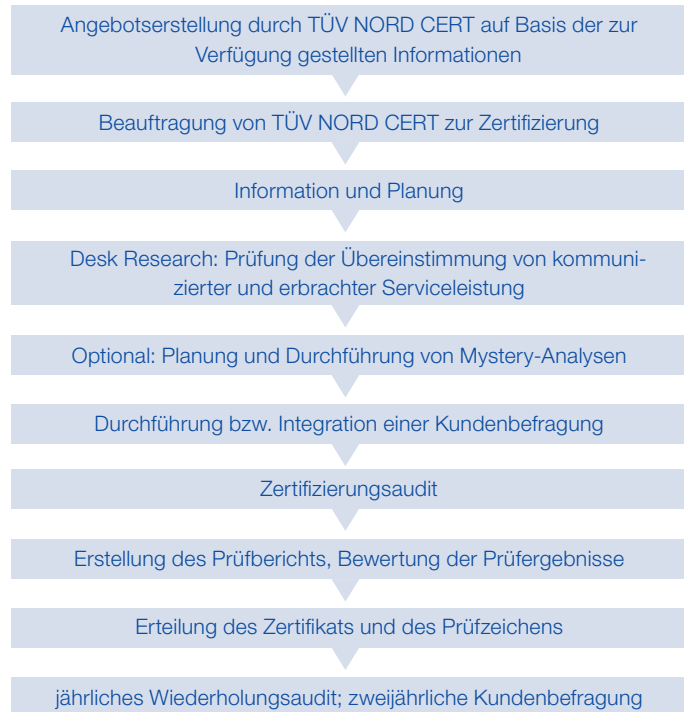 Angebotserstellung durch TÜV NORD CERT auf Basis der zur
Verfügung gestellten Informationen
Beauftragung von TÜV NORD CERT zur Zertifizierung
Information und Planung
Desk Research: Prüfung der Übereinstimmung von kommuni-
zierter und erbrachter Serviceleistung
Optional: Planung und Durchführung von Mystery-Analysen
Durchführung bzw. Integration einer Kundenbefragung
Zertifizierungsaudit
Erstellung des Prüfberichts, Bewertung der Prüfergebnisse
Erteilung des Zertifikats und des Prüfzeichens
jährliches Wiederholungsaudit; zweijährliche Kundenbefragung